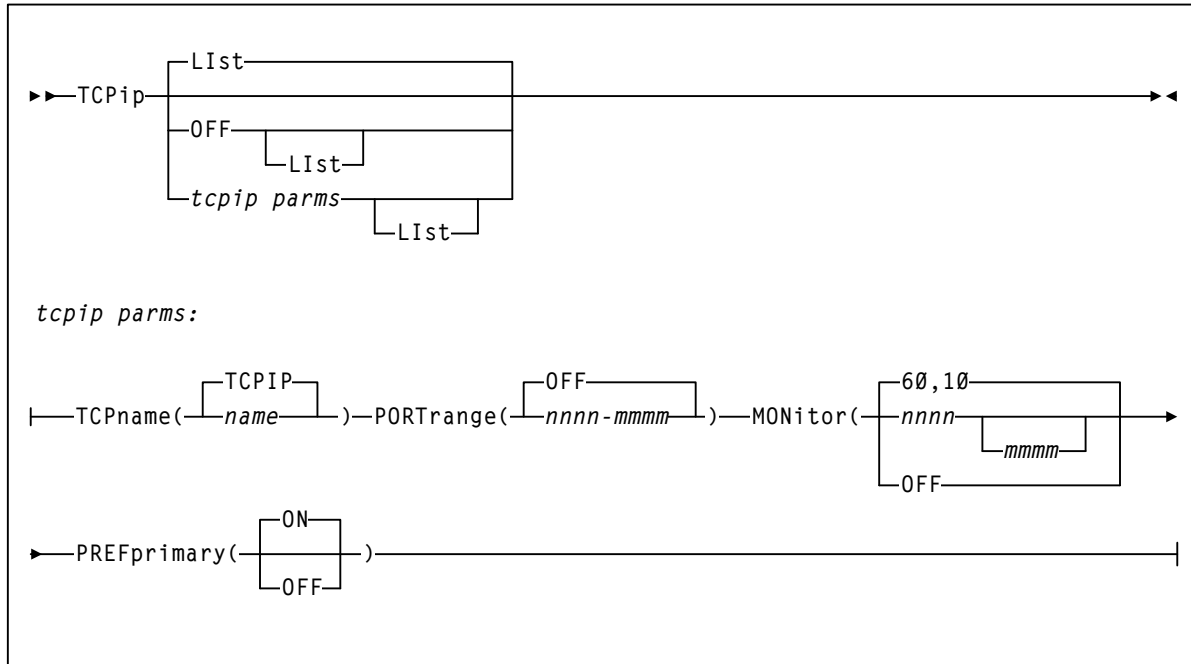 LIst
TCPip
OFF
LIst
tcpip parms
LIst
tcpip parms:
TCPIP OFF 60,10
TCPname( name ) PORTrange( nnnn-mmmm ) MONitor( nnnn
mmmm
OFF
ON
PREFprimary( )
OFF